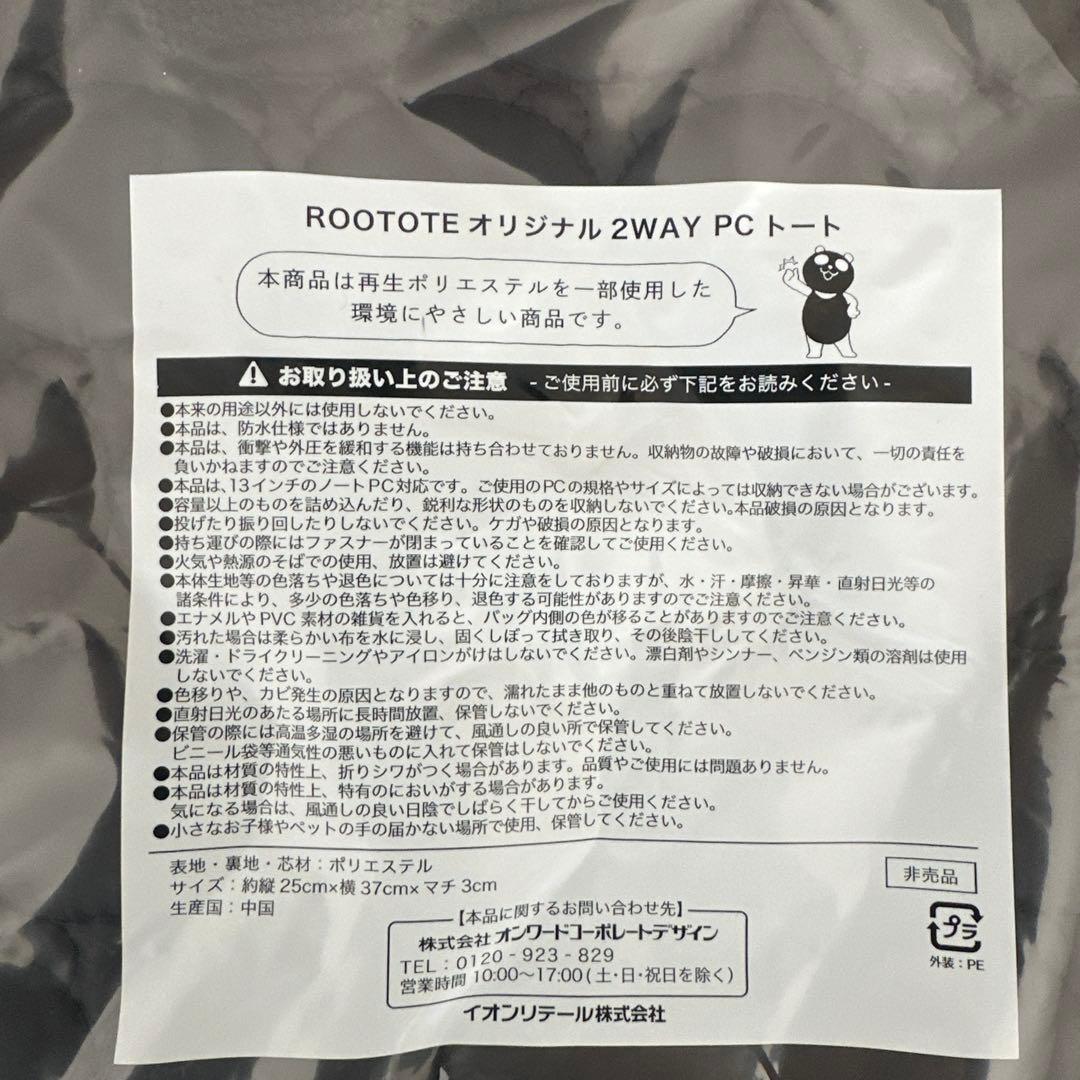 ROOTOTE オリジナル 2WAY PC トート
本商品は再生ポリエステルを一部使用した
環境にやさしい商品です。
お取り扱い上のご注意 - ご使用前に必ず下記をお読みください -
●本来の用途以外には使用しないでください。
●本品は、防水仕様ではありません。
●本品は、衝撃や外圧を緩和する機能は持ち合わせておりません。収納物の故障や破損において、一切の責任を
負いかねますのでご注意ください。
●本品は、13インチのノートPC対応です。ご使用のPCの規格やサイズによっては収納できない場合がございます。
●容量以上のものを詰め込んだり、鋭利な形状のものを収納しないでください。本品破損の原因となります。
●投げたり振り回したりしないでください。ケガや破損の原因となります。
●持ち運びの際にはファスナーが閉まっていることを確認してご使用ください。
●火気や熱源のそばでの使用、放置は避けてください。
●本体生地等の色落ちや退色については十分に注意をしておりますが、水・汗・摩擦・昇華・直射日光等の
諸条件により、多少の色落ちや色移り、退色する可能性がありますのでご注意ください。
●エナメルやPVC 素材の雑貨を入れると、バッグ内側の色が移ることがありますのでご注意ください。
●汚れた場合は柔らかい布を水に浸し、固くしぼって拭き取り、その後陰干ししてください。
●洗濯・ドライクリーニングやアイロンがけはしないでください。漂白剤やシンナー、ベンジン類の溶剤は使用
しないでください。
●色移りや、カビ発生の原因となりますので、濡れたまま他のものと重ねて放置しないでください。
●直射日光のあたる場所に長時間放置、保管しないでください。
●保管の際には高温多湿の場所を避けて、風通しの良い所で保管してください。
ビニール袋等通気性の悪いものに入れて保管はしないでください。
●本品は材質の特性上、折りシワがつく場合があります。品質やご使用には問題ありません。
●本品は材質の特性上、特有のにおいがする場合があります。
気になる場合は、風通しの良い日陰でしばらく干してからご使用ください。
●小さなお子様やペットの手の届かない場所で使用、保管してください。
表地・裏地・芯材：ポリエステル
サイズ：約縦25cm×横37cm×マチ3cm
生産国：中国
非売品
プラ
外装：PE
【本品に関するお問い合わせ先】
株式会社オンワードコーポレートデザイン
TEL：0120-923-829
営業時間 10:00〜17:00（土・日・祝日を除く）
イオンリテール株式会社